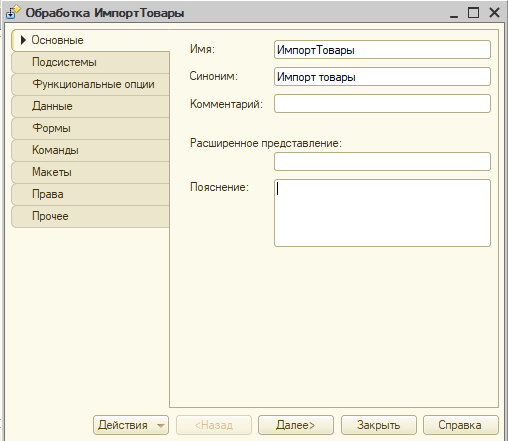 Обработка ИмпортТовары
Основные
Подсистемы
Функциональные опции
Данные
Формы
Команды
Макеты
Права
Прочее
Имя: ИмпортТовары
Синоним: Импорт товары
Комментарий:
Расширенное представление:
Пояснение:
Действия <Назад Далее> Закрыть Справка